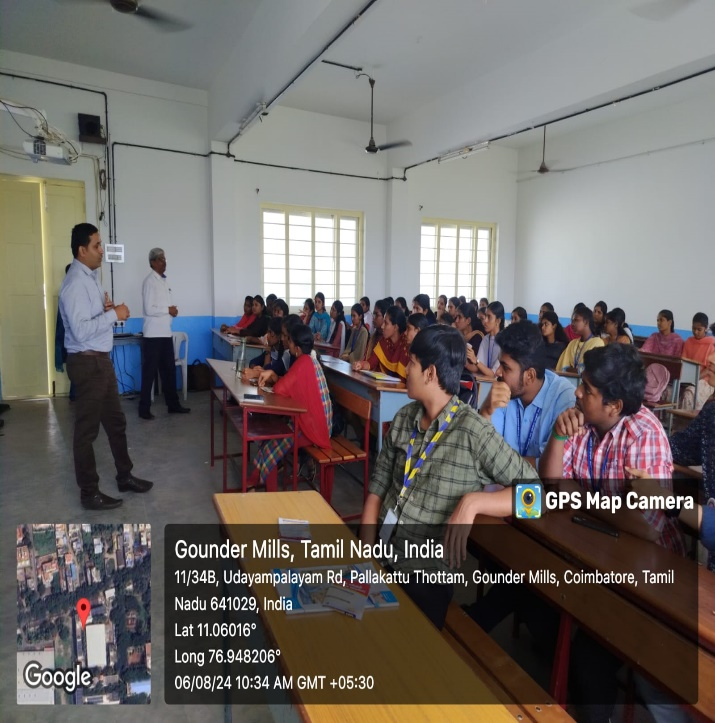 GPS Map Camera
Gounder Mills, Tamil Nadu, India
11/34B, Udayampalayam Rd, Pallakattu Thottam, Gounder Mills, Coimbatore, Tamil
Nadu 641029, India
Lat 11.06016°
Long 76.948206°
06/08/24 10:34 AM GMT +05:30
Google